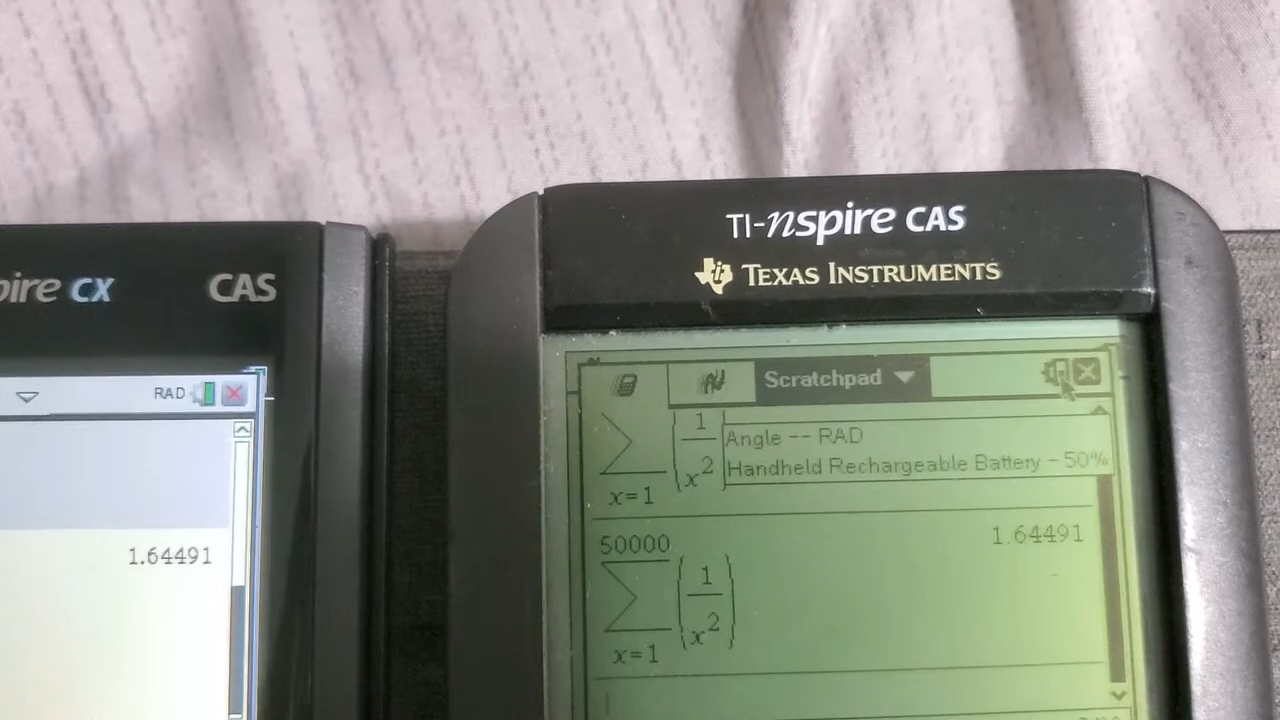 TI-nspire CAS
TEXAS INSTRUMENTS
pire CX CAS
RAD
1.64491
Scratchpad
1
x²
x=1
Angle -- RAD
Handheld Rechargeable Battery - 50%
50000
∑ (1/x²)
x=1
1.64491